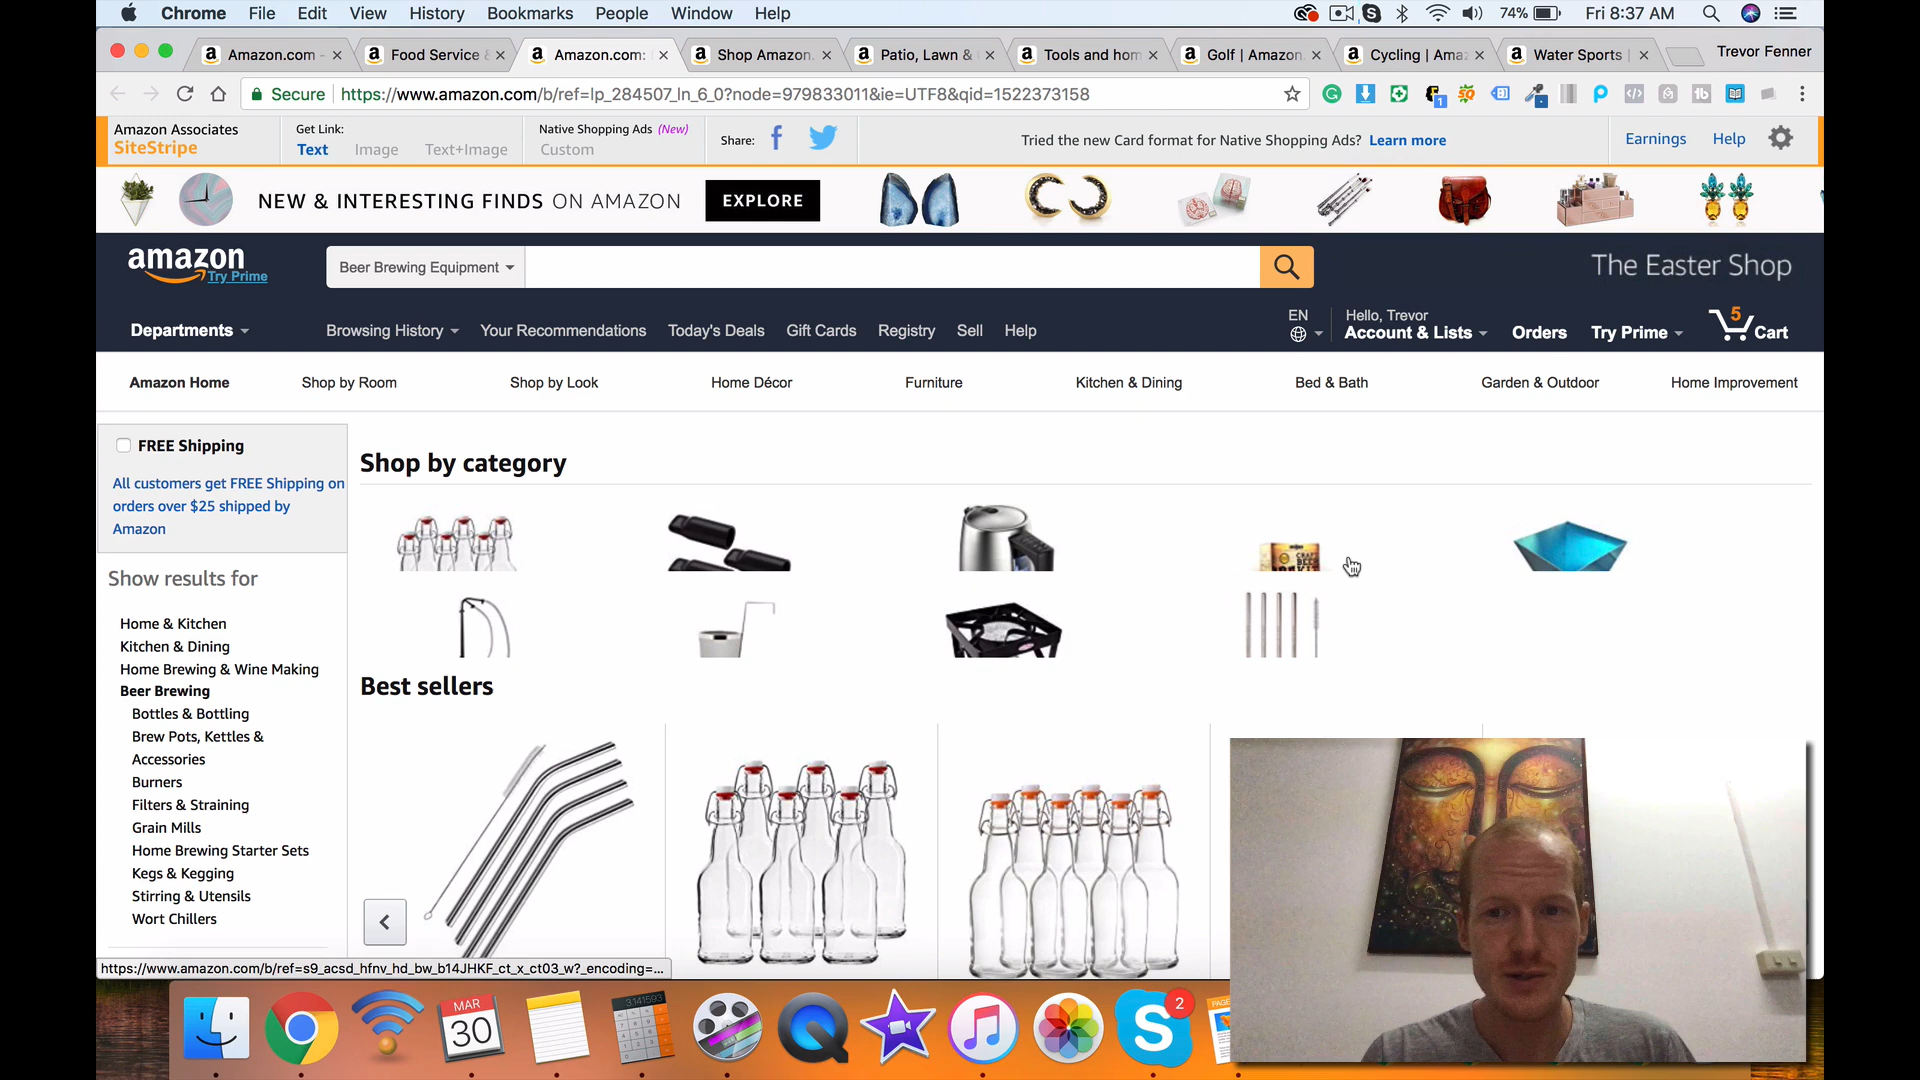 Chrome File Edit View History Bookmarks People Window Help 74% Fri 8:37 AM
Amazon.com - Food Service & Amazon.com: Shop Amazon. Patio, Lawn & Tools and hom Golf | Amazon. Cycling | Amaz Water Sports | Trevor Fenner
Secure https://www.amazon.com/b/ref=lp_284507_ln_6_0?node=979833011&ie=UTF8&qid=1522373158
Amazon Associates
SiteStripe
Get Link:
Text Image Text+Image
Native Shopping Ads (New)
Custom
Share:
Tried the new Card format for Native Shopping Ads? Learn more
Earnings Help
NEW & INTERESTING FINDS ON AMAZON EXPLORE
amazon
Try Prime
Beer Brewing Equipment
The Easter Shop
Departments
Browsing History Your Recommendations Today's Deals Gift Cards Registry Sell Help
EN
Hello, Trevor
Account & Lists
Orders
Try Prime
5
Cart
Amazon Home Shop by Room Shop by Look Home Décor Furniture Kitchen & Dining Bed & Bath Garden & Outdoor Home Improvement
FREE Shipping
All customers get FREE Shipping on
orders over $25 shipped by
Amazon
Show results for
Home & Kitchen
Kitchen & Dining
Home Brewing & Wine Making
Beer Brewing
Bottles & Bottling
Brew Pots, Kettles &
Accessories
Burners
Filters & Straining
Grain Mills
Home Brewing Starter Sets
Kegs & Kegging
Stirring & Utensils
Wort Chillers
Shop by category
CRAFT
BEER
Best sellers
https://www.amazon.com/b/ref=s9_acsd_hfnv_hd_bw_b14JHKF_ct_x_ct03_w?_encoding=...
MAR
30
3.141593
2